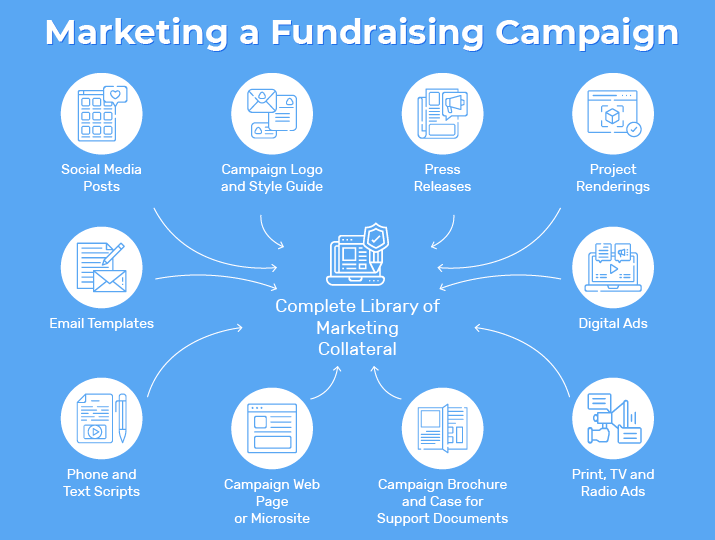 Marketing a Fundraising Campaign
Social Media
Posts
Campaign Logo
and Style Guide
Press
Releases
Project
Renderings
Email Templates
Complete Library of
Marketing
Collateral
Digital Ads
Phone and
Text Scripts
Campaign Web
Page
or Microsite
Campaign Brochure
and Case for
Support Documents
Print, TV and
Radio Ads